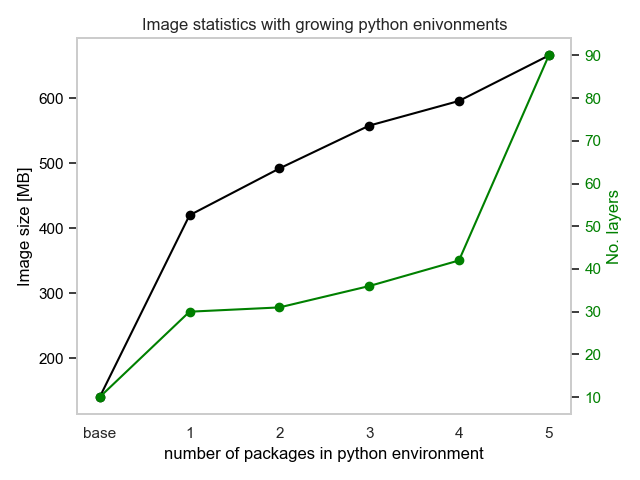 Image statistics with growing python enivonments
Image size [MB]
600
500
400
300
200
90
80
70
60
50
40
30
20
10
No. layers
base 1 2 3 4 5
number of packages in python environment